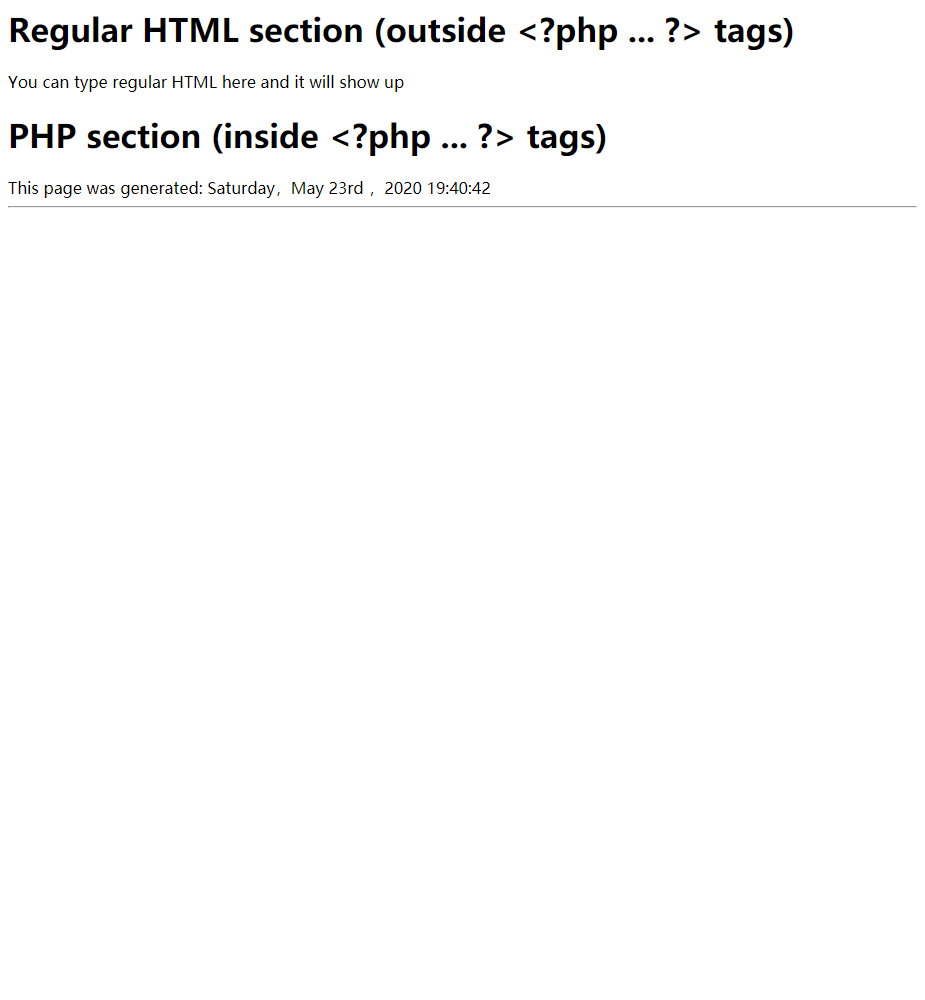 Regular HTML section (outside <?php ... ?> tags)
You can type regular HTML here and it will show up
PHP section (inside <?php ... ?> tags)
This page was generated: Saturday，May 23rd ，2020 19:40:42